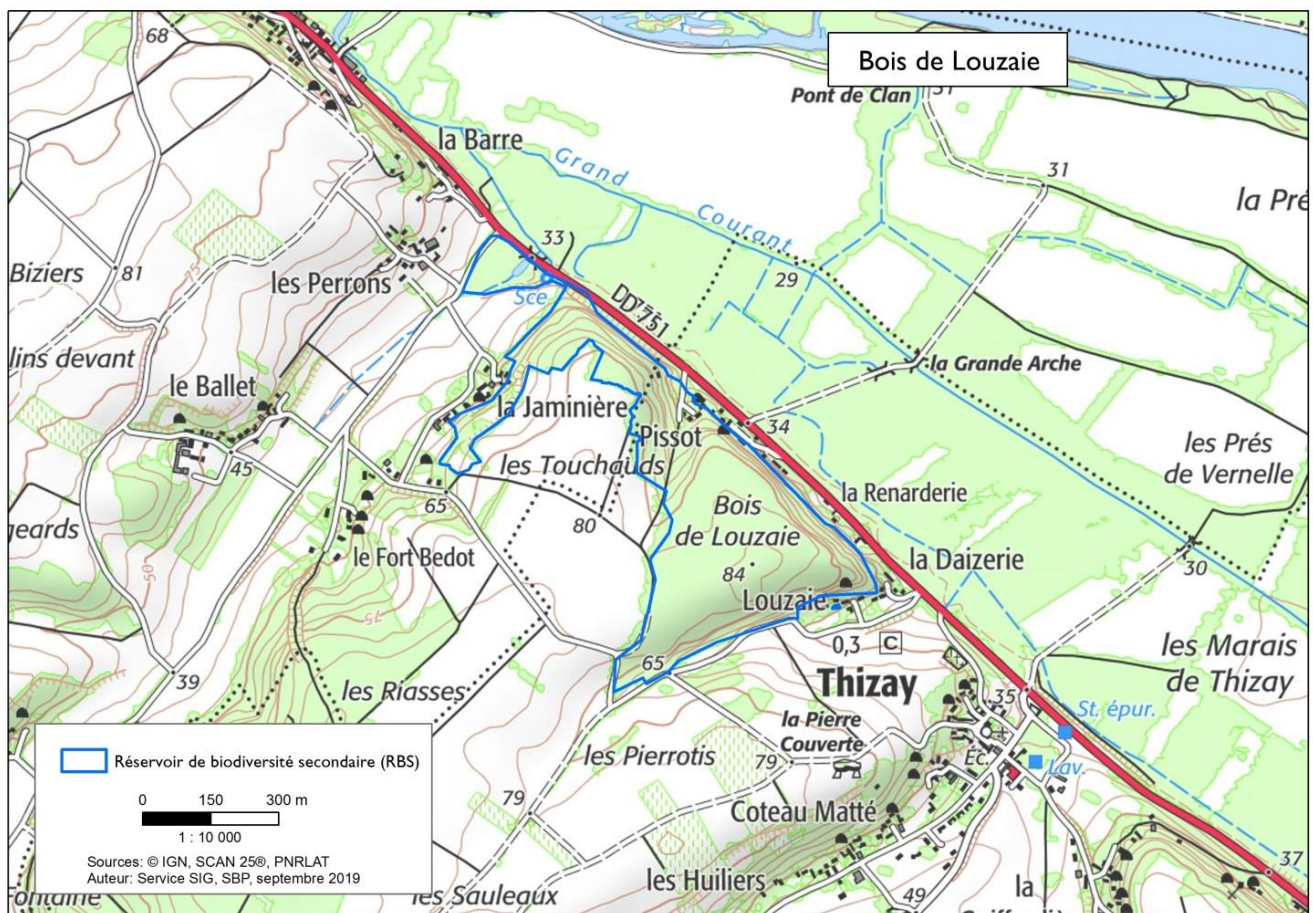 Bois de Louzaie
68
Pont de Clan
la Barre
Grand
Courant
31
la Pré
Biziers
81
75
les Perrons
33
Sce
29
DD 751
lins devant
le Ballet
la Jaminière
la Grande Arche
Pissot
34
les Prés
de Vernelle
45
les Touchauds
65
80
la Renarderie
Bois
de Louzaie
geards
le Fort Bedot
84
la Daizerie
30
50
75
Louzaie
0,3
C
les Marais
de Thizay
39
65
Thizay
les Riasses
35
St. épur.
la Pierre
Couverte
les Pierrotis
79
Éc.
Lav.
79
Coteau Matté
37
les Huiliers
49
la
les Sauleaux
Réservoir de biodiversité secondaire (RBS)
0 150 300 m
1 : 10 000
Sources: © IGN, SCAN 25®, PNRLAT
Auteur: Service SIG, SBP, septembre 2019